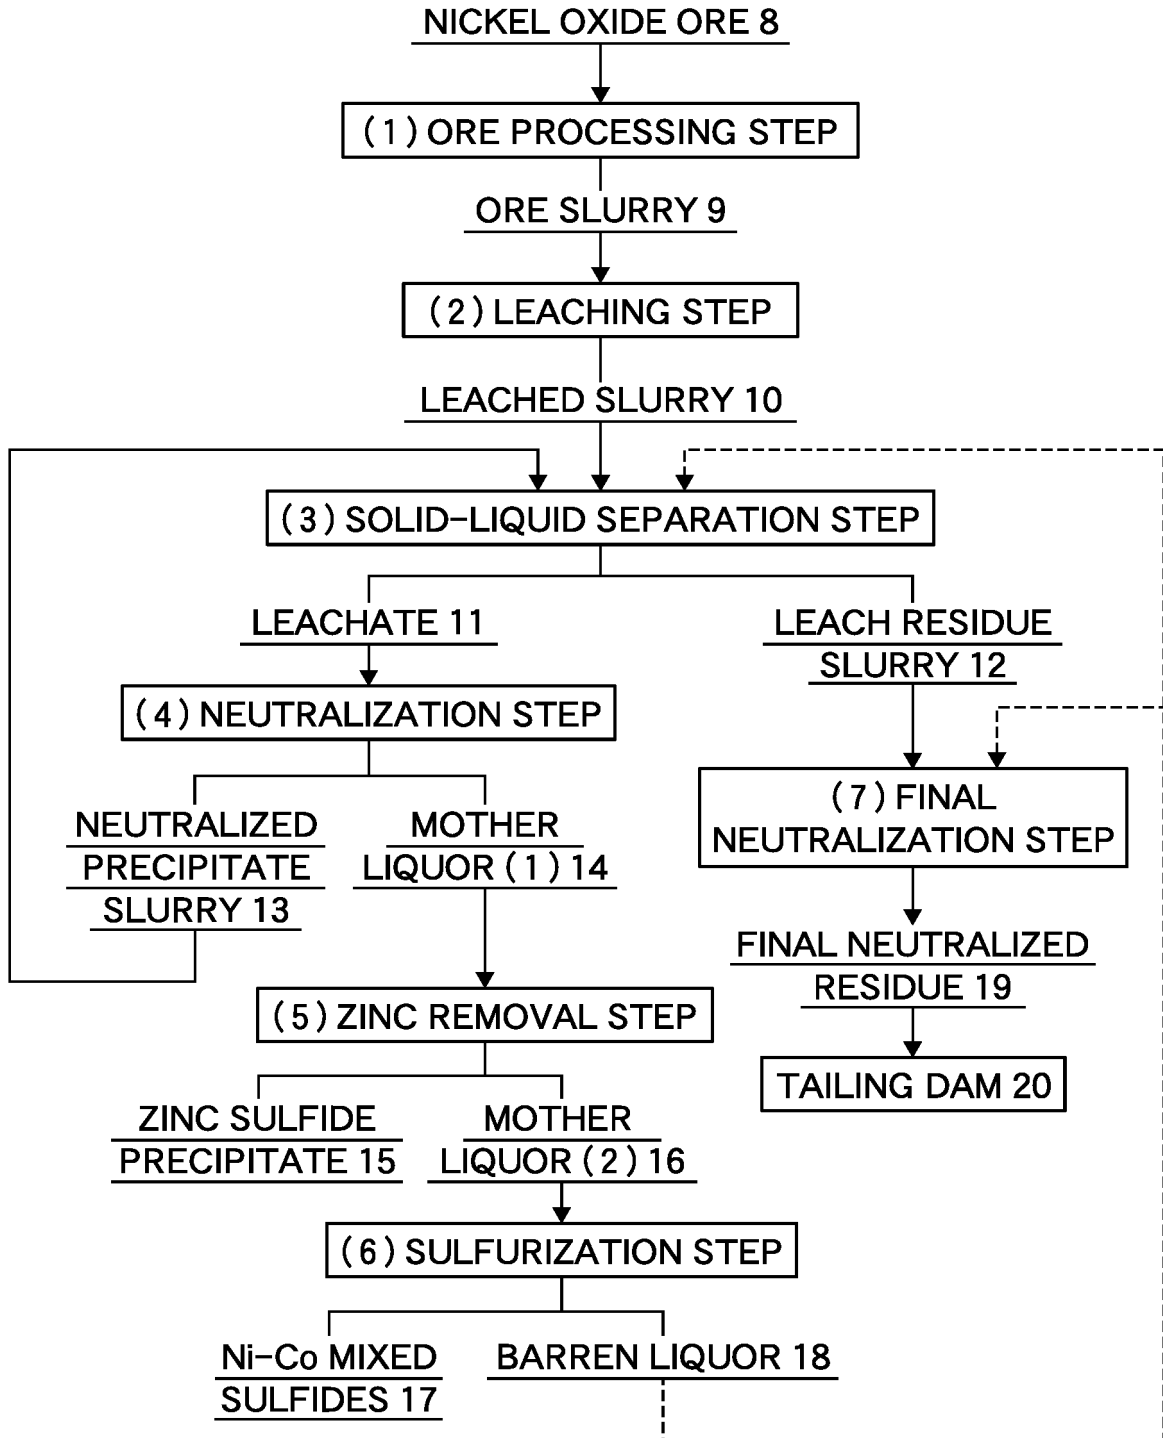 NICKEL OXIDE ORE 8
(1) ORE PROCESSING STEP
ORE SLURRY 9
(2) LEACHING STEP
LEACHED SLURRY 10
(3) SOLID-LIQUID SEPARATION STEP
LEACHATE 11
LEACH RESIDUE
SLURRY 12
(4) NEUTRALIZATION STEP
NEUTRALIZED
PRECIPITATE
SLURRY 13
MOTHER
LIQUOR (1) 14
(7) FINAL
NEUTRALIZATION STEP
FINAL NEUTRALIZED
RESIDUE 19
(5) ZINC REMOVAL STEP
TAILING DAM 20
ZINC SULFIDE
PRECIPITATE 15
MOTHER
LIQUOR (2) 16
(6) SULFURIZATION STEP
Ni-Co MIXED
SULFIDES 17
BARREN LIQUOR 18